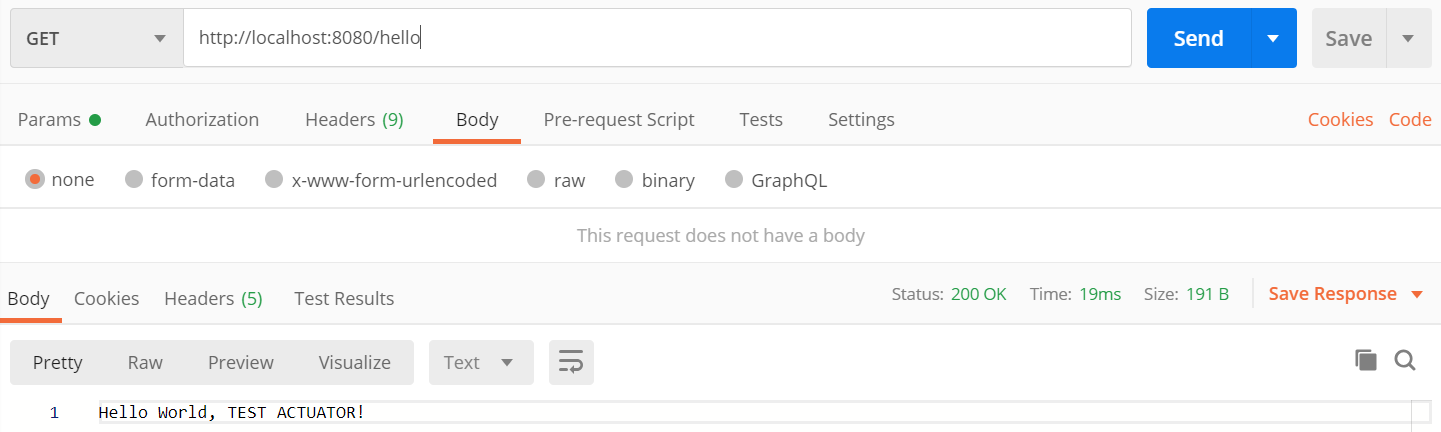 GET http://localhost:8080/hello Send Save
Params Authorization Headers (9) Body Pre-request Script Tests Settings Cookies Code
none form-data x-www-form-urlencoded raw binary GraphQL
This request does not have a body
Body Cookies Headers (5) Test Results Status: 200 OK Time: 19ms Size: 191 B Save Response
Pretty Raw Preview Visualize Text
1 Hello World, TEST ACTUATOR!